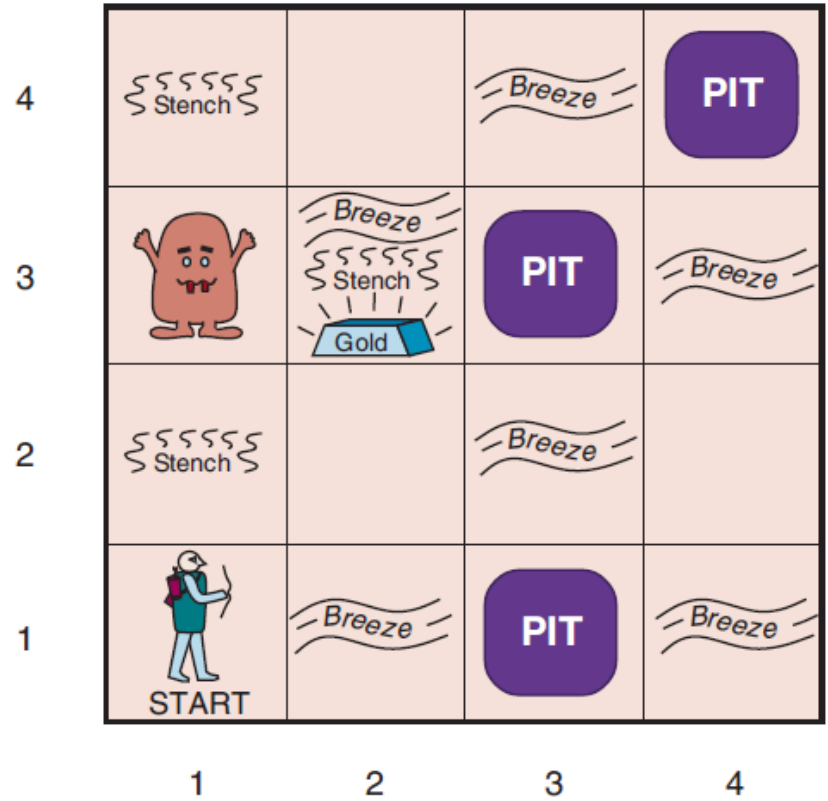 4
Stench
Breeze
PIT
3
Breeze
Stench
Gold
PIT
Breeze
2
Stench
Breeze
1
START
Breeze
PIT
Breeze
1 2 3 4